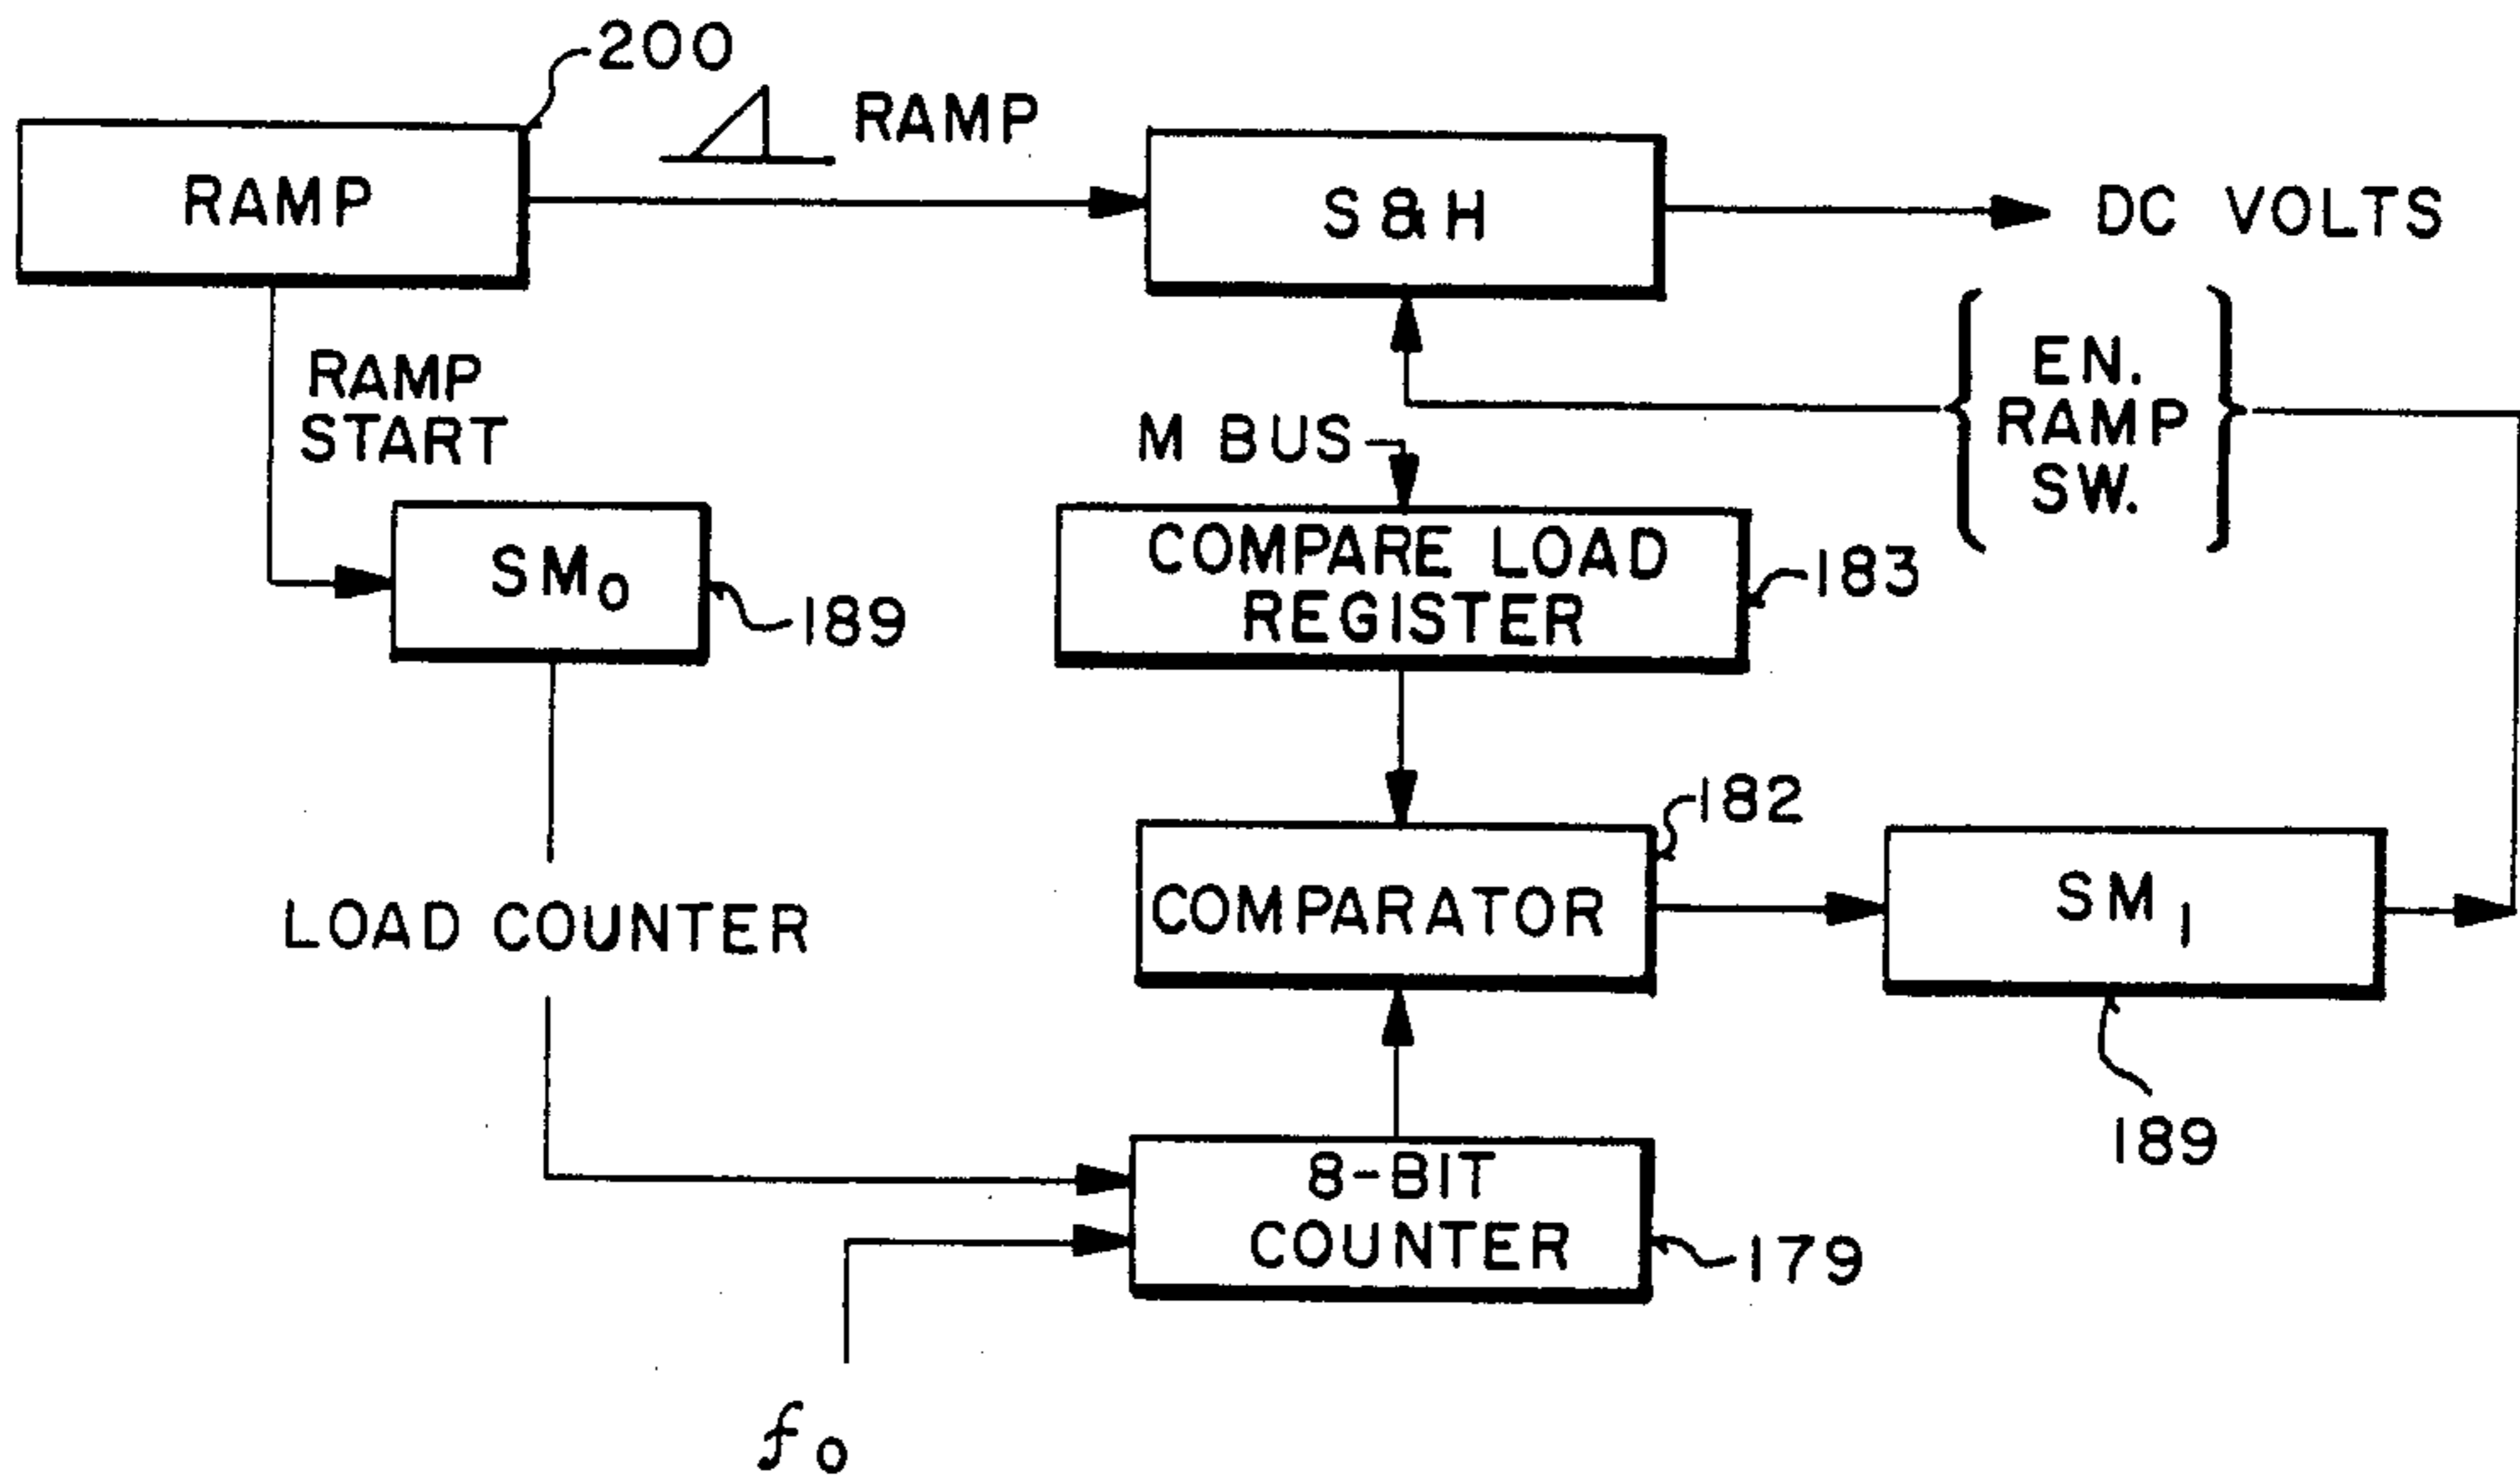 200
RAMP
RAMP
S & H
DC VOLTS
RAMP
START
EN.
RAMP
SW.
M BUS
SM0
189
COMPARE LOAD
REGISTER
183
182
LOAD COUNTER
COMPARATOR
SM1
189
8-BIT
COUNTER
179
f0